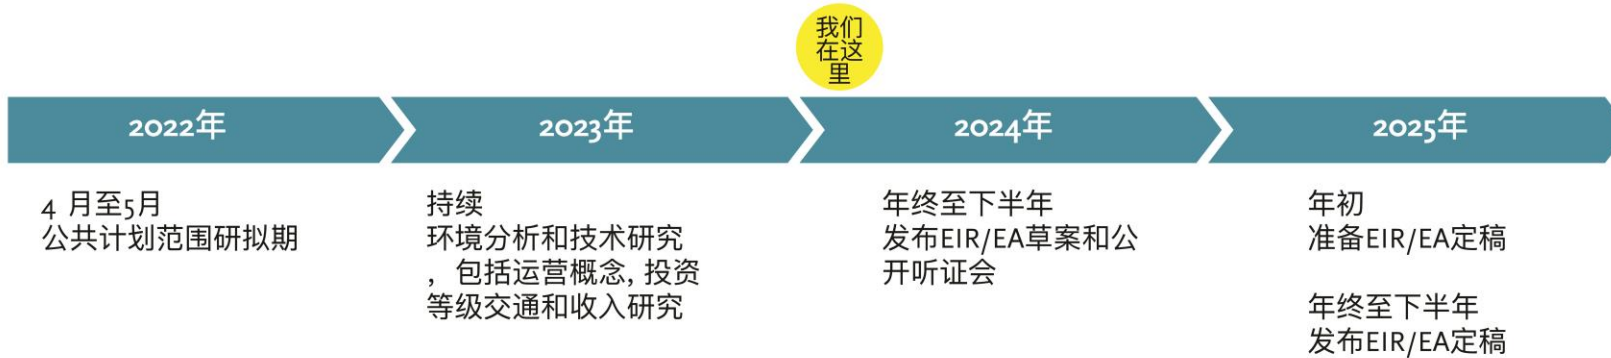 我们
在这
里
2022年
2023年
2024年
2025年
4 月至5月
公共计划范围研拟期
持续
环境分析和技术研究
，包括运营概念, 投资
等级交通和收入研究
年终至下半年
发布EIR/EA草案和公
开听证会
年初
准备EIR/EA定稿
年终至下半年
发布EIR/EA定稿